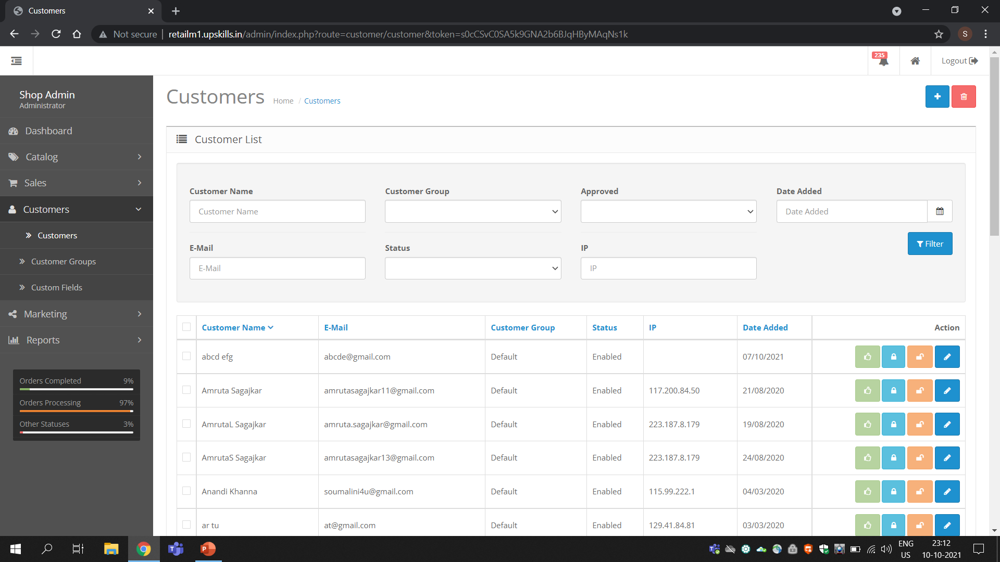 Customers
Not secure
retailm1.upskills.in/admin/index.php?route=customer/customer&token=s0cCSvC0SA5k9GNA2b6BJqHByMAqNs1k
S
235
Logout
Shop Admin
Administrator
Dashboard
Catalog
Sales
Customers
Customers
Customer Groups
Custom Fields
Marketing
Reports
Orders Completed 9%
Orders Processing 97%
Other Statuses 3%
Customers Home / Customers
Customer List
Customer Name Customer Group Approved Date Added
Customer Name Date Added
Filter
E-Mail Status IP
E-Mail IP
Customer Name E-Mail Customer Group Status IP Date Added Action
abcd efg abcde@gmail.com Default Enabled 07/10/2021
Amruta Sagajkar amrutasagajkar11@gmail.com Default Enabled 117.200.84.50 21/08/2020
AmrutaL Sagajkar amruta.sagajkar@gmail.com Default Enabled 223.187.8.179 19/08/2020
AmrutaS Sagajkar amrutasagajkar13@gmail.com Default Enabled 223.187.8.179 24/08/2020
Anandi Khanna soumalini4u@gmail.com Default Enabled 115.99.222.1 04/03/2020
ar tu at@gmail.com Default Enabled 129.41.84.81 03/03/2020
ENG
US
23:12
10-10-2021